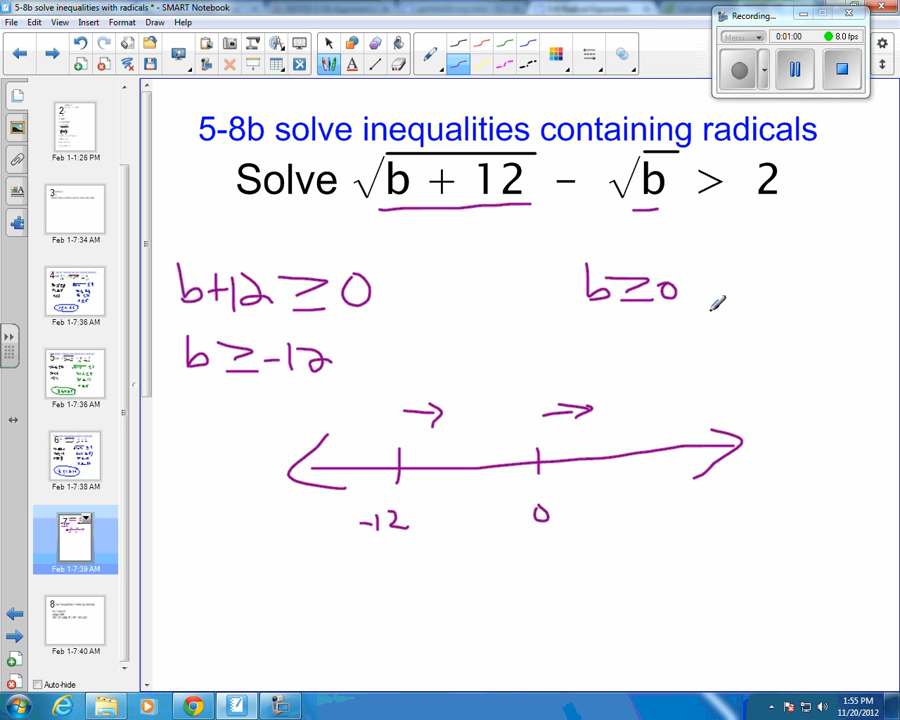 5-8b solve inequalities with radicals * - SMART Notebook
File Edit View Insert Format Draw Help
Recording...
Menu
0:01:00
8.0 fps
2
Feb 1-1:26 PM
3
Feb 1-7:34 AM
4
Feb 1-7:36 AM
5
Feb 1-7:36 AM
6
Feb 1-7:38 AM
7
Feb 1-7:39 AM
8
Feb 1-7:40 AM
Auto-hide
5-8b solve inequalities containing radicals
Solve √b + 12 - √b > 2
b+12 ≥ 0 b ≥ 0
b ≥ -12
-12 0
1:55 PM
11/20/2012